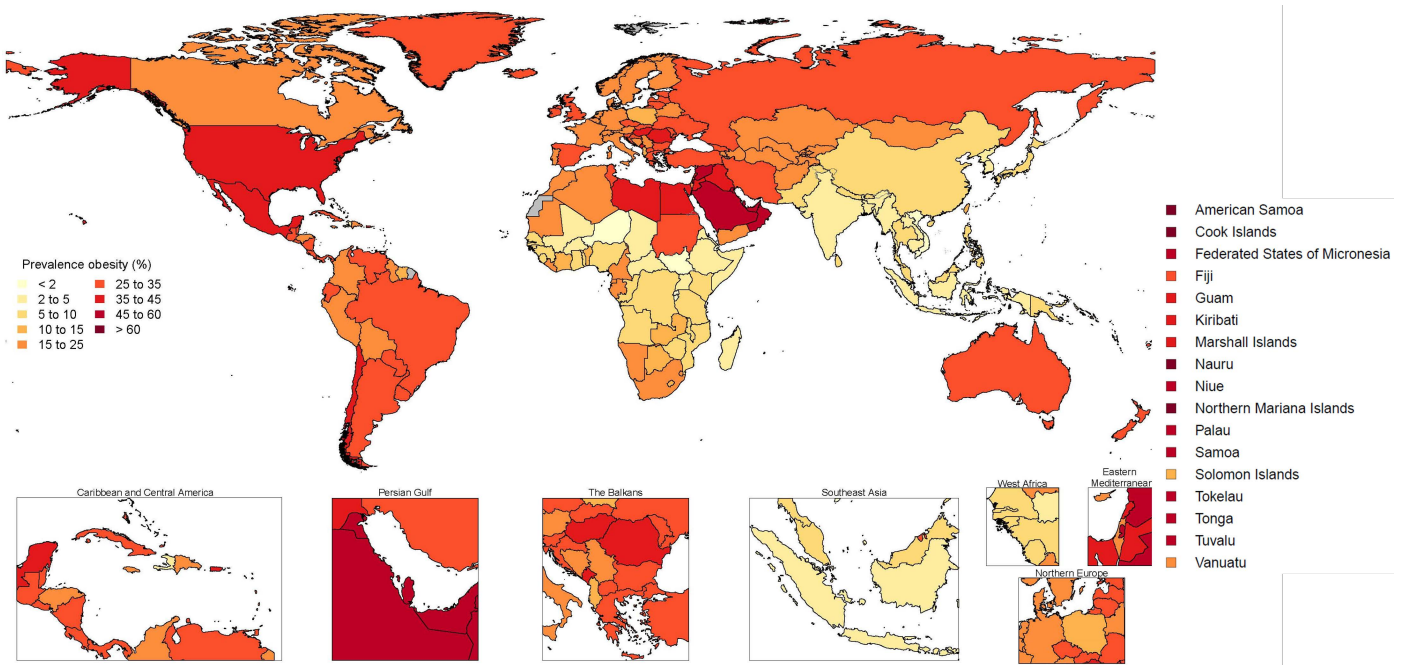 Prevalence obesity (%)
< 2
2 to 5
5 to 10
10 to 15
15 to 25
25 to 35
35 to 45
45 to 60
> 60
American Samoa
Cook Islands
Federated States of Micronesia
Fiji
Guam
Kiribati
Marshall Islands
Nauru
Niue
Northern Mariana Islands
Palau
Samoa
Solomon Islands
Tokelau
Tonga
Tuvalu
Vanuatu
Caribbean and Central America
Persian Gulf
The Balkans
Southeast Asia
West Africa
Eastern
Mediterranean
Northern Europe